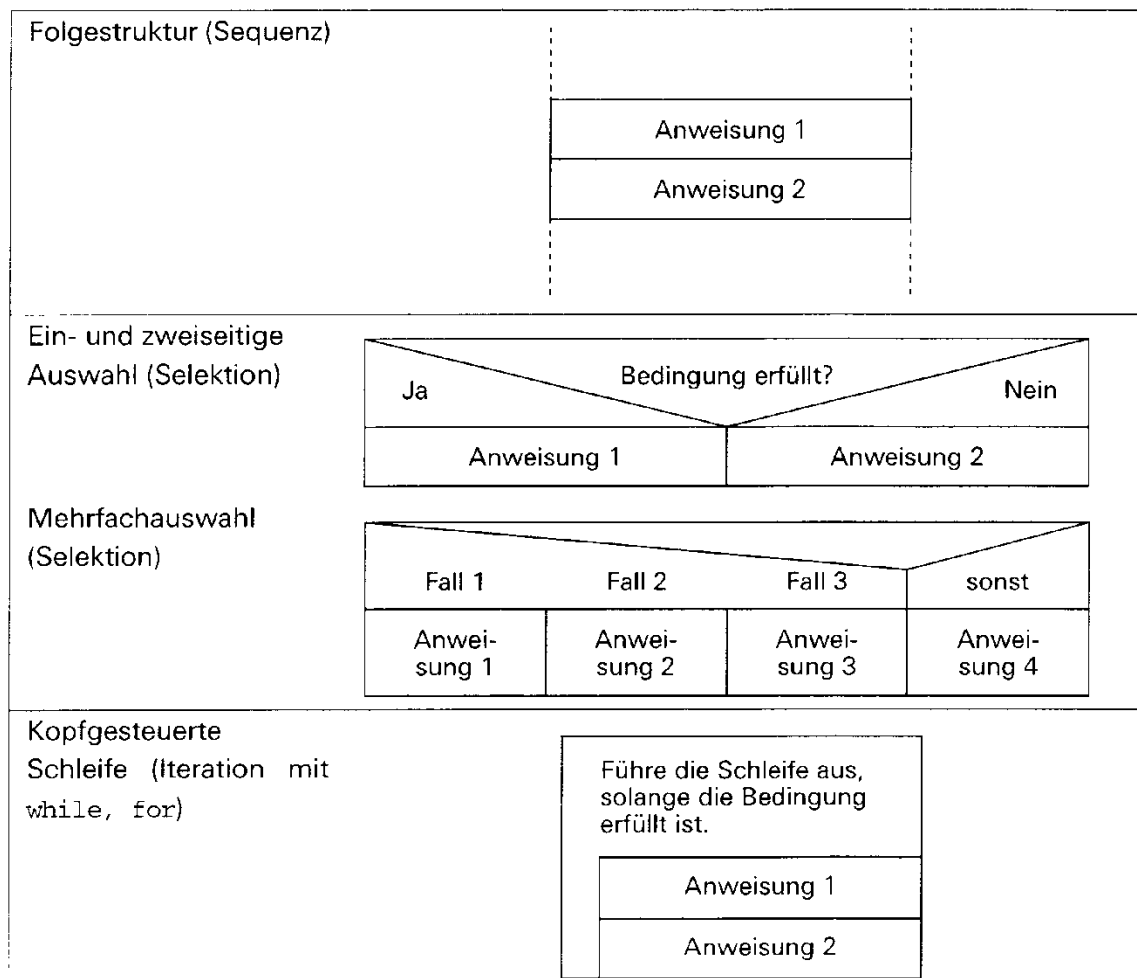 Folgestruktur (Sequenz)
Anweisung 1
Anweisung 2
Ein- und zweiseitige
Auswahl (Selektion)
Bedingung erfüllt?
Ja
Nein
Anweisung 1
Anweisung 2
Mehrfachauswahl
(Selektion)
Fall 1
Fall 2
Fall 3
sonst
Anwei-
sung 1
Anwei-
sung 2
Anwei-
sung 3
Anwei-
sung 4
Kopfgesteuerte
Schleife (Iteration mit
while, for)
Führe die Schleife aus,
solange die Bedingung
erfüllt ist.
Anweisung 1
Anweisung 2